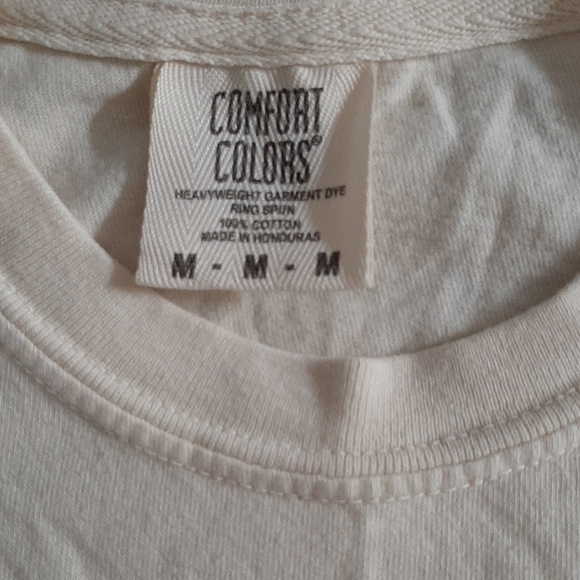 COMFORT
COLORS®
HEAVYWEIGHT GARMENT DYE
RING SPUN
100% COTTON
MADE IN HONDURAS
M - M - M